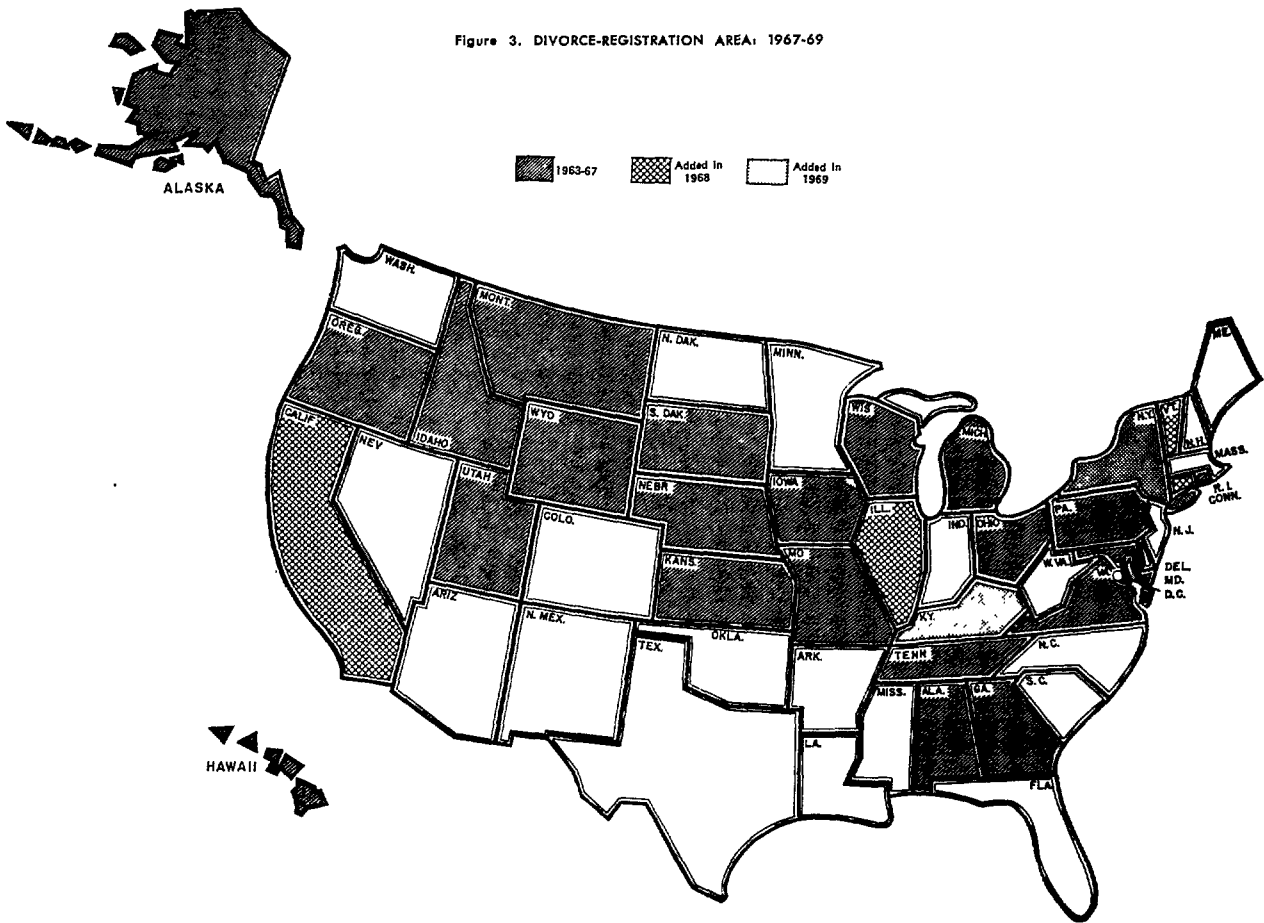 Figure 3. DIVORCE-REGISTRATION AREA: 1967-69
1963-67
Added in
1968
Added in
1969
ALASKA
WASH.
MONT.
OREG.
N. DAK.
MINN.
ME.
CALIF.
NEV
IDAHO
WYO
S. DAK.
WIS
MICH.
N.Y.
VT.
N.H.
MASS.
UTAH
NEBR
IOWA
R.I.
CONN.
COLO.
ILL.
IND.
OHIO
PA.
N.J.
KANS.
MO
W. VA.
VA.
DEL.
MD.
D.C.
ARIZ
N. MEX.
KY.
OKLA.
TEX.
ARK.
TENN
N.C.
MISS.
ALA.
GA.
S.C.
LA.
HAWAII
FLA